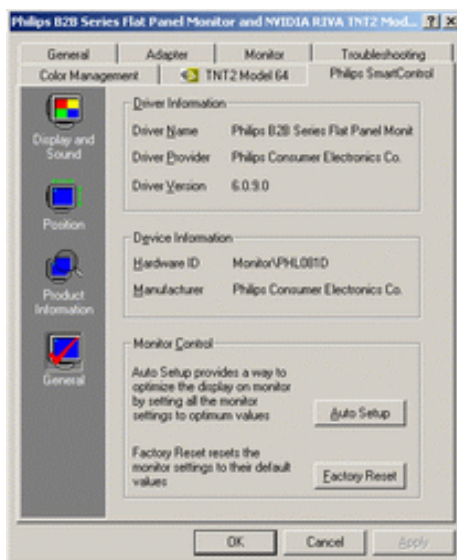 Philips B2B Series Flat Panel Monitor and NVIDIA RIVA TNT2 Mod...
General Adapter Monitor Troubleshooting
Color Management TNT2 Model 64 Philips SmartControl
Display and
Sound
Position
Product
Information
General
Driver Information
Driver Name Philips B2B Series Flat Panel Monit
Driver Provider Philips Consumer Electronics Co.
Driver Version 6.0.9.0
Device Information
Hardware ID Monitor\PHL081D
Manufacturer Philips Consumer Electronics Co.
Monitor Control
Auto Setup provides a way to
optimize the display on monitor
by setting all the monitor
settings to optimum values
Auto Setup
Factory Reset resets the
monitor settings to their default
values
Factory Reset
OK Cancel Apply